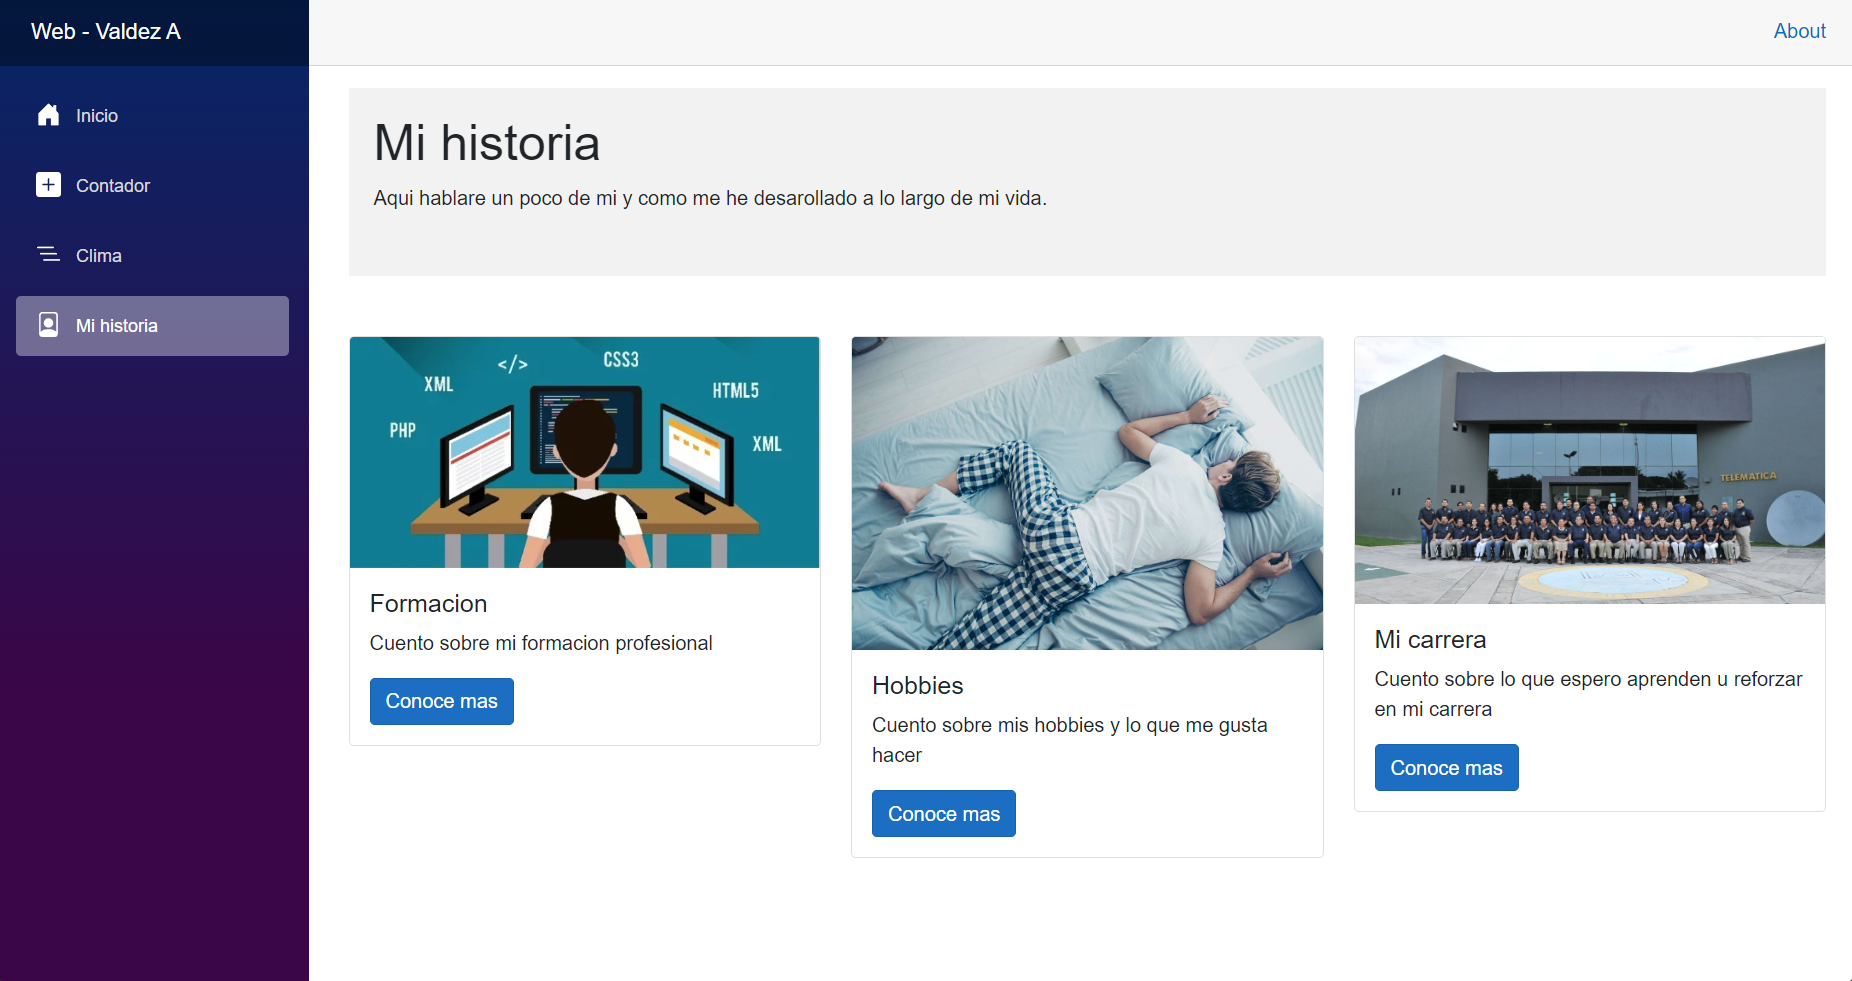 Web - Valdez A
About
Inicio
Contador
Clima
Mi historia
Mi historia
Aqui hablare un poco de mi y como me he desarollado a lo largo de mi vida.
</>
CSS3
XML
HTML5
PHP
XML
Formacion
Cuento sobre mi formacion profesional
Conoce mas
Hobbies
Cuento sobre mis hobbies y lo que me gusta
hacer
Conoce mas
TELEMATICA
Mi carrera
Cuento sobre lo que espero aprenden u reforzar
en mi carrera
Conoce mas